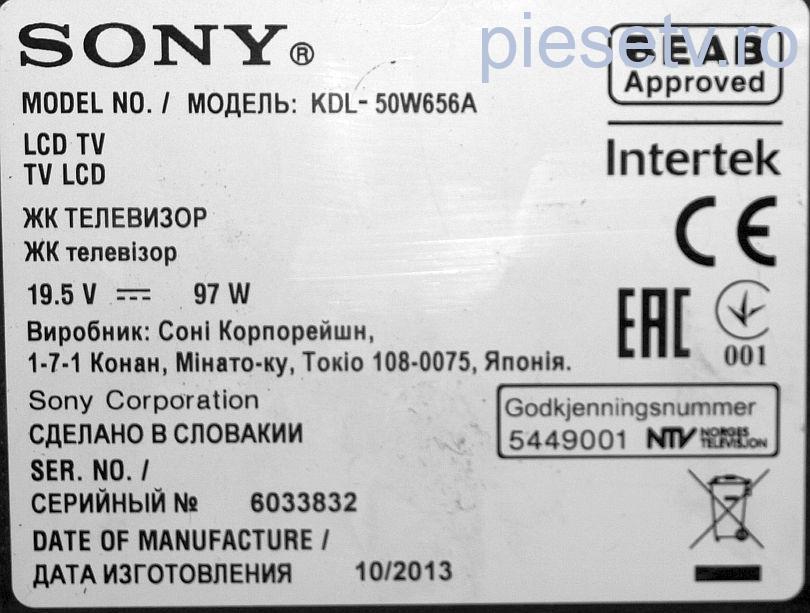 SONY®
piesetv.ro
BEAB
Approved
MODEL NO. / МОДЕЛЬ: KDL- 50W656A
LCD TV
TV LCD
Intertek
ЖК ТЕЛЕВИЗОР
ЖК телевізор
CE
19.5 V 97 W
EAC
001
Виробник: Соні Корпорейшн,
1-7-1 Конан, Мінато-ку, Токіо 108-0075, Японія.
Sony Corporation
СДЕЛАНО В СЛОВАКИИ
Godkjenningsnummer
5449001 NTV NORGES TELEVISJON
SER. NO. /
СЕРИЙНЫЙ № 6033832
DATE OF MANUFACTURE /
ДАТА ИЗГОТОВЛЕНИЯ 10/2013